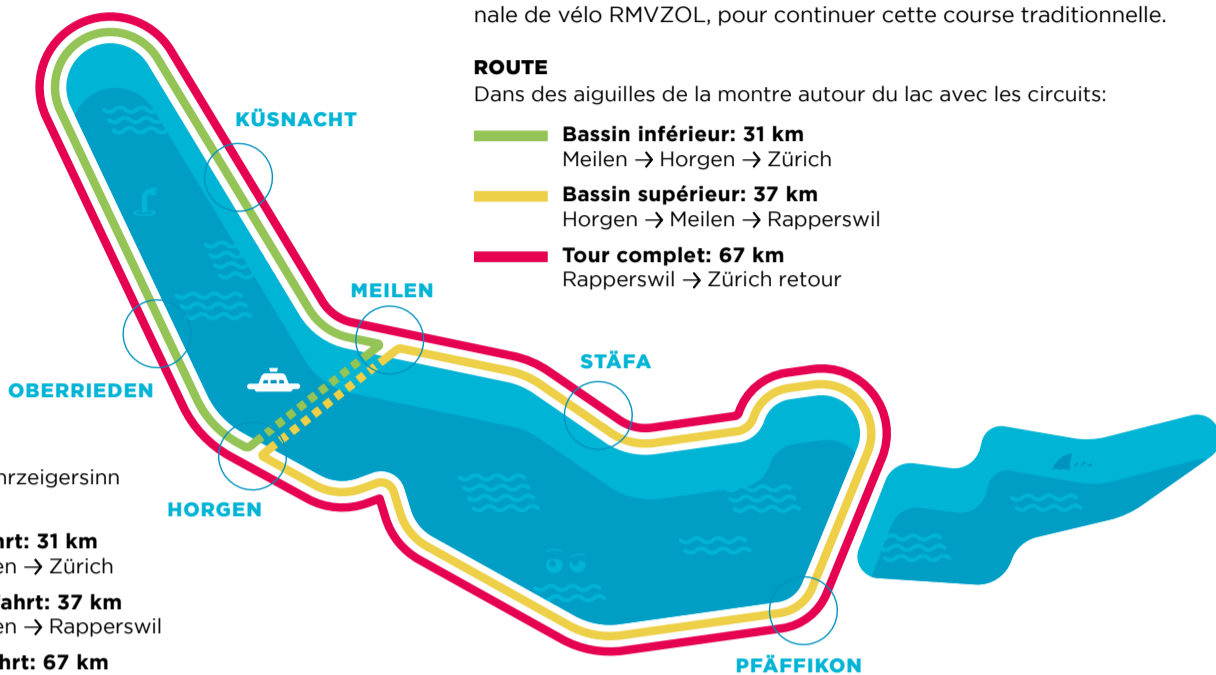 nale de vélo RMVZOL, pour continuer cette course traditionnelle.
ROUTE
Dans des aiguilles de la montre autour du lac avec les circuits:
Bassin inférieur: 31 km
Meilen → Horgen → Zürich
Bassin supérieur: 37 km
Horgen → Meilen → Rapperswil
Tour complet: 67 km
Rapperswil → Zürich retour
KÜSNACHT
MEILEN
STÄFA
OBERRIEDEN
HORGEN
PFÄFFIKON
hrzeigersinn
hrt: 31 km
en → Zürich
fahrt: 37 km
en → Rapperswil
hrt: 67 km